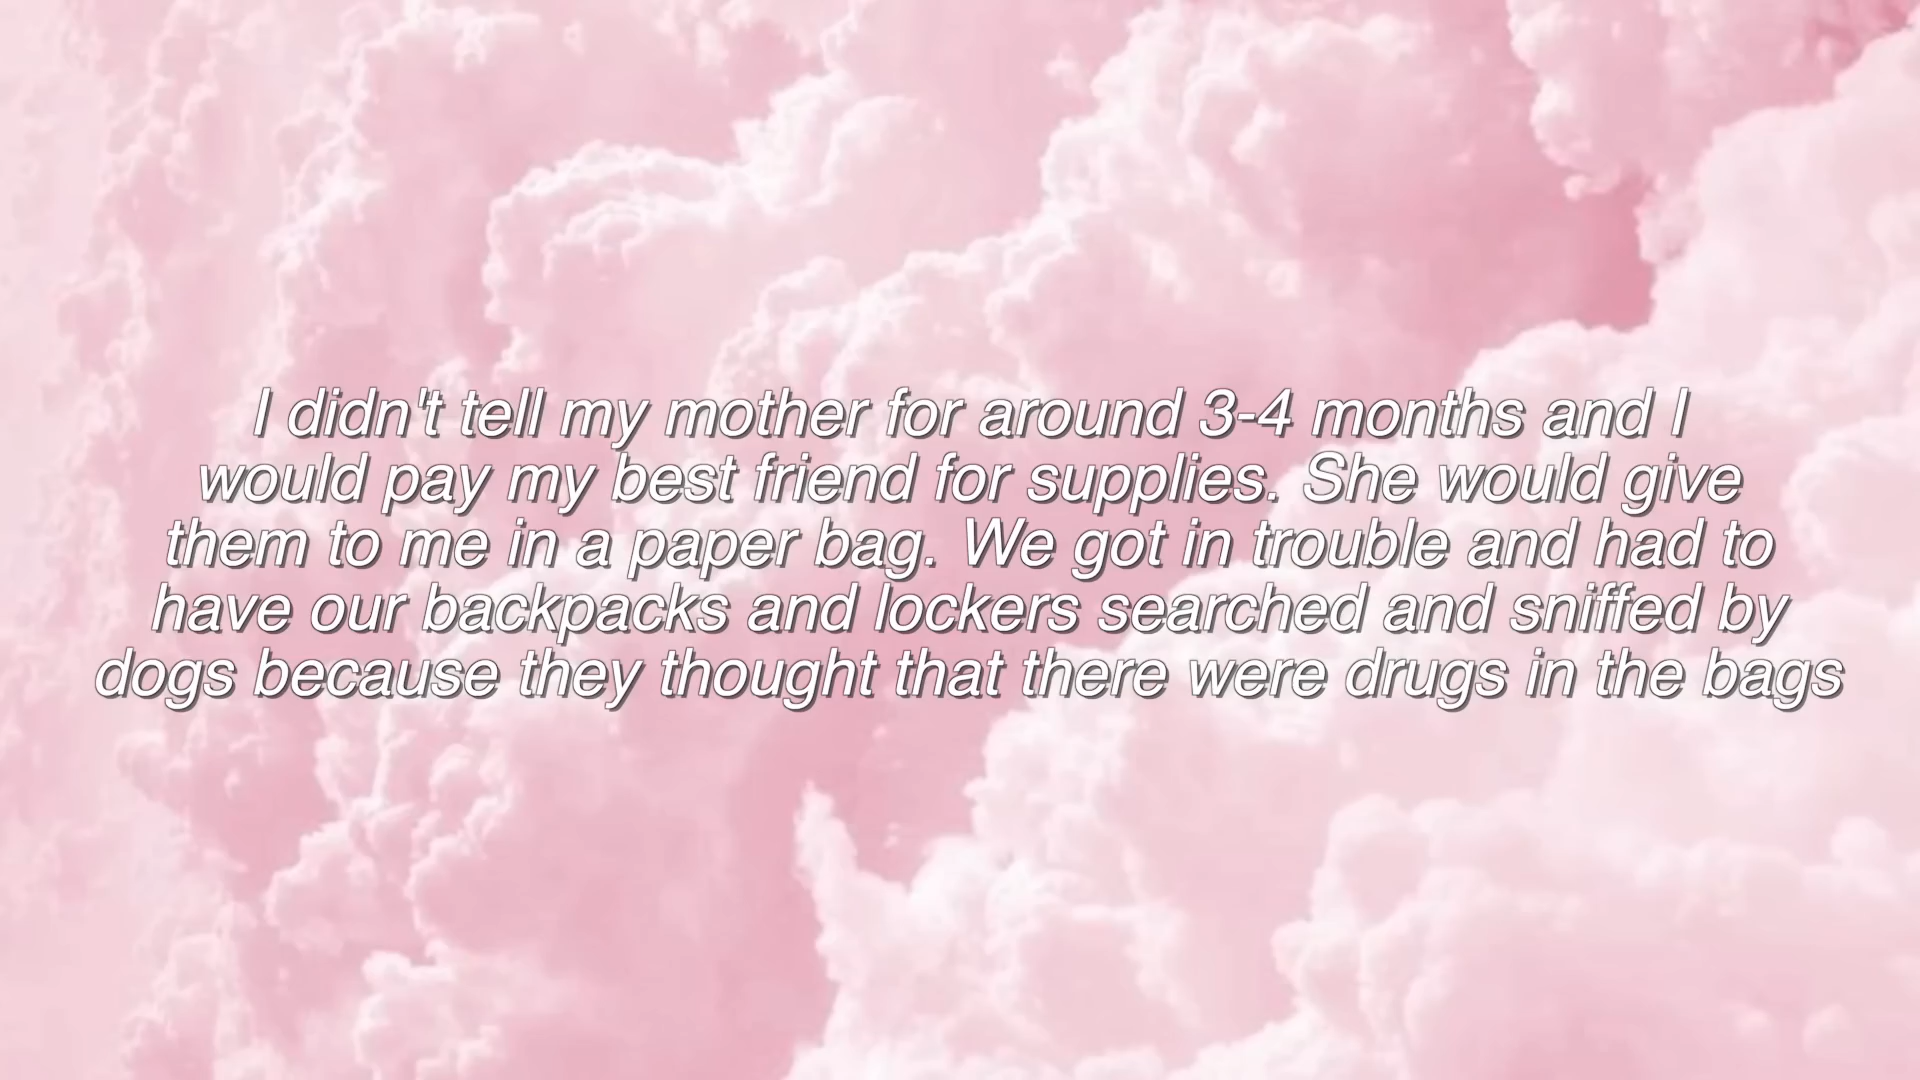 I didn't tell my mother for around 3-4 months and I
would pay my best friend for supplies. She would give
them to me in a paper bag. We got in trouble and had to
have our backpacks and lockers searched and sniffed by
dogs because they thought that there were drugs in the bags